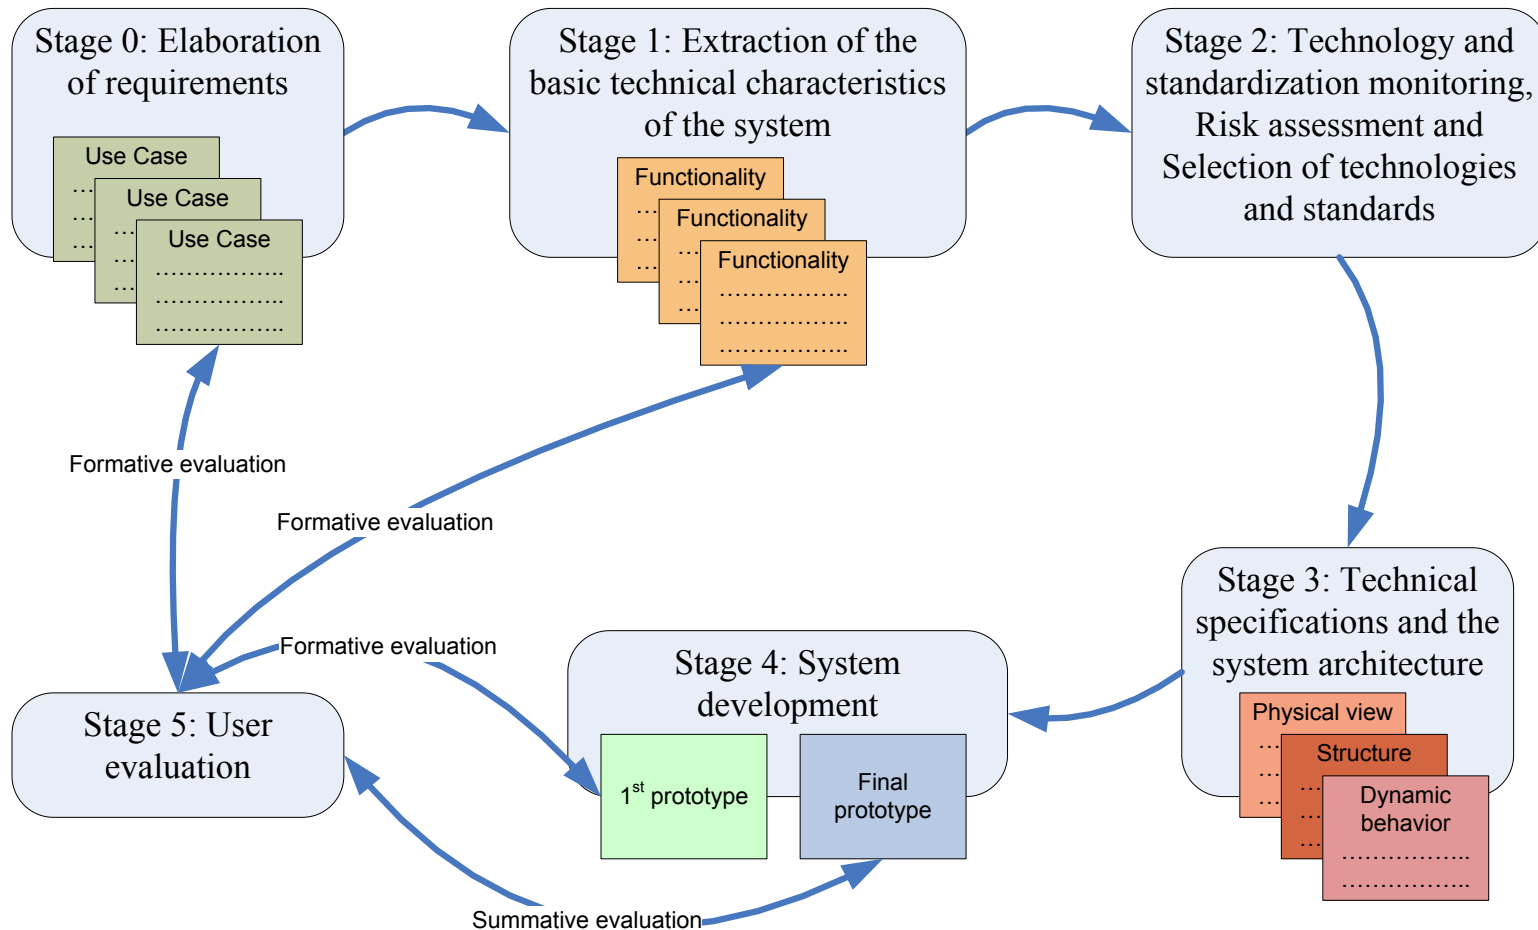 Stage 0: Elaboration
of requirements
Use Case
…
…
…
Use Case
…
…
…
Use Case
……………..
……………..
……………..
Stage 1: Extraction of the
basic technical characteristics
of the system
Functionality
…
…
…
Functionality
…
…
…
Functionality
……………..
……………..
……………..
Stage 2: Technology and
standardization monitoring,
Risk assessment and
Selection of technologies
and standards
Formative evaluation
Formative evaluation
Formative evaluation
Stage 3: Technical
specifications and the
system architecture
Physical view
…
…
…
Structure
…
…
…
Dynamic
behavior
……………..
……………..
Stage 4: System
development
1st prototype
Final
prototype
Stage 5: User
evaluation
Summative evaluation